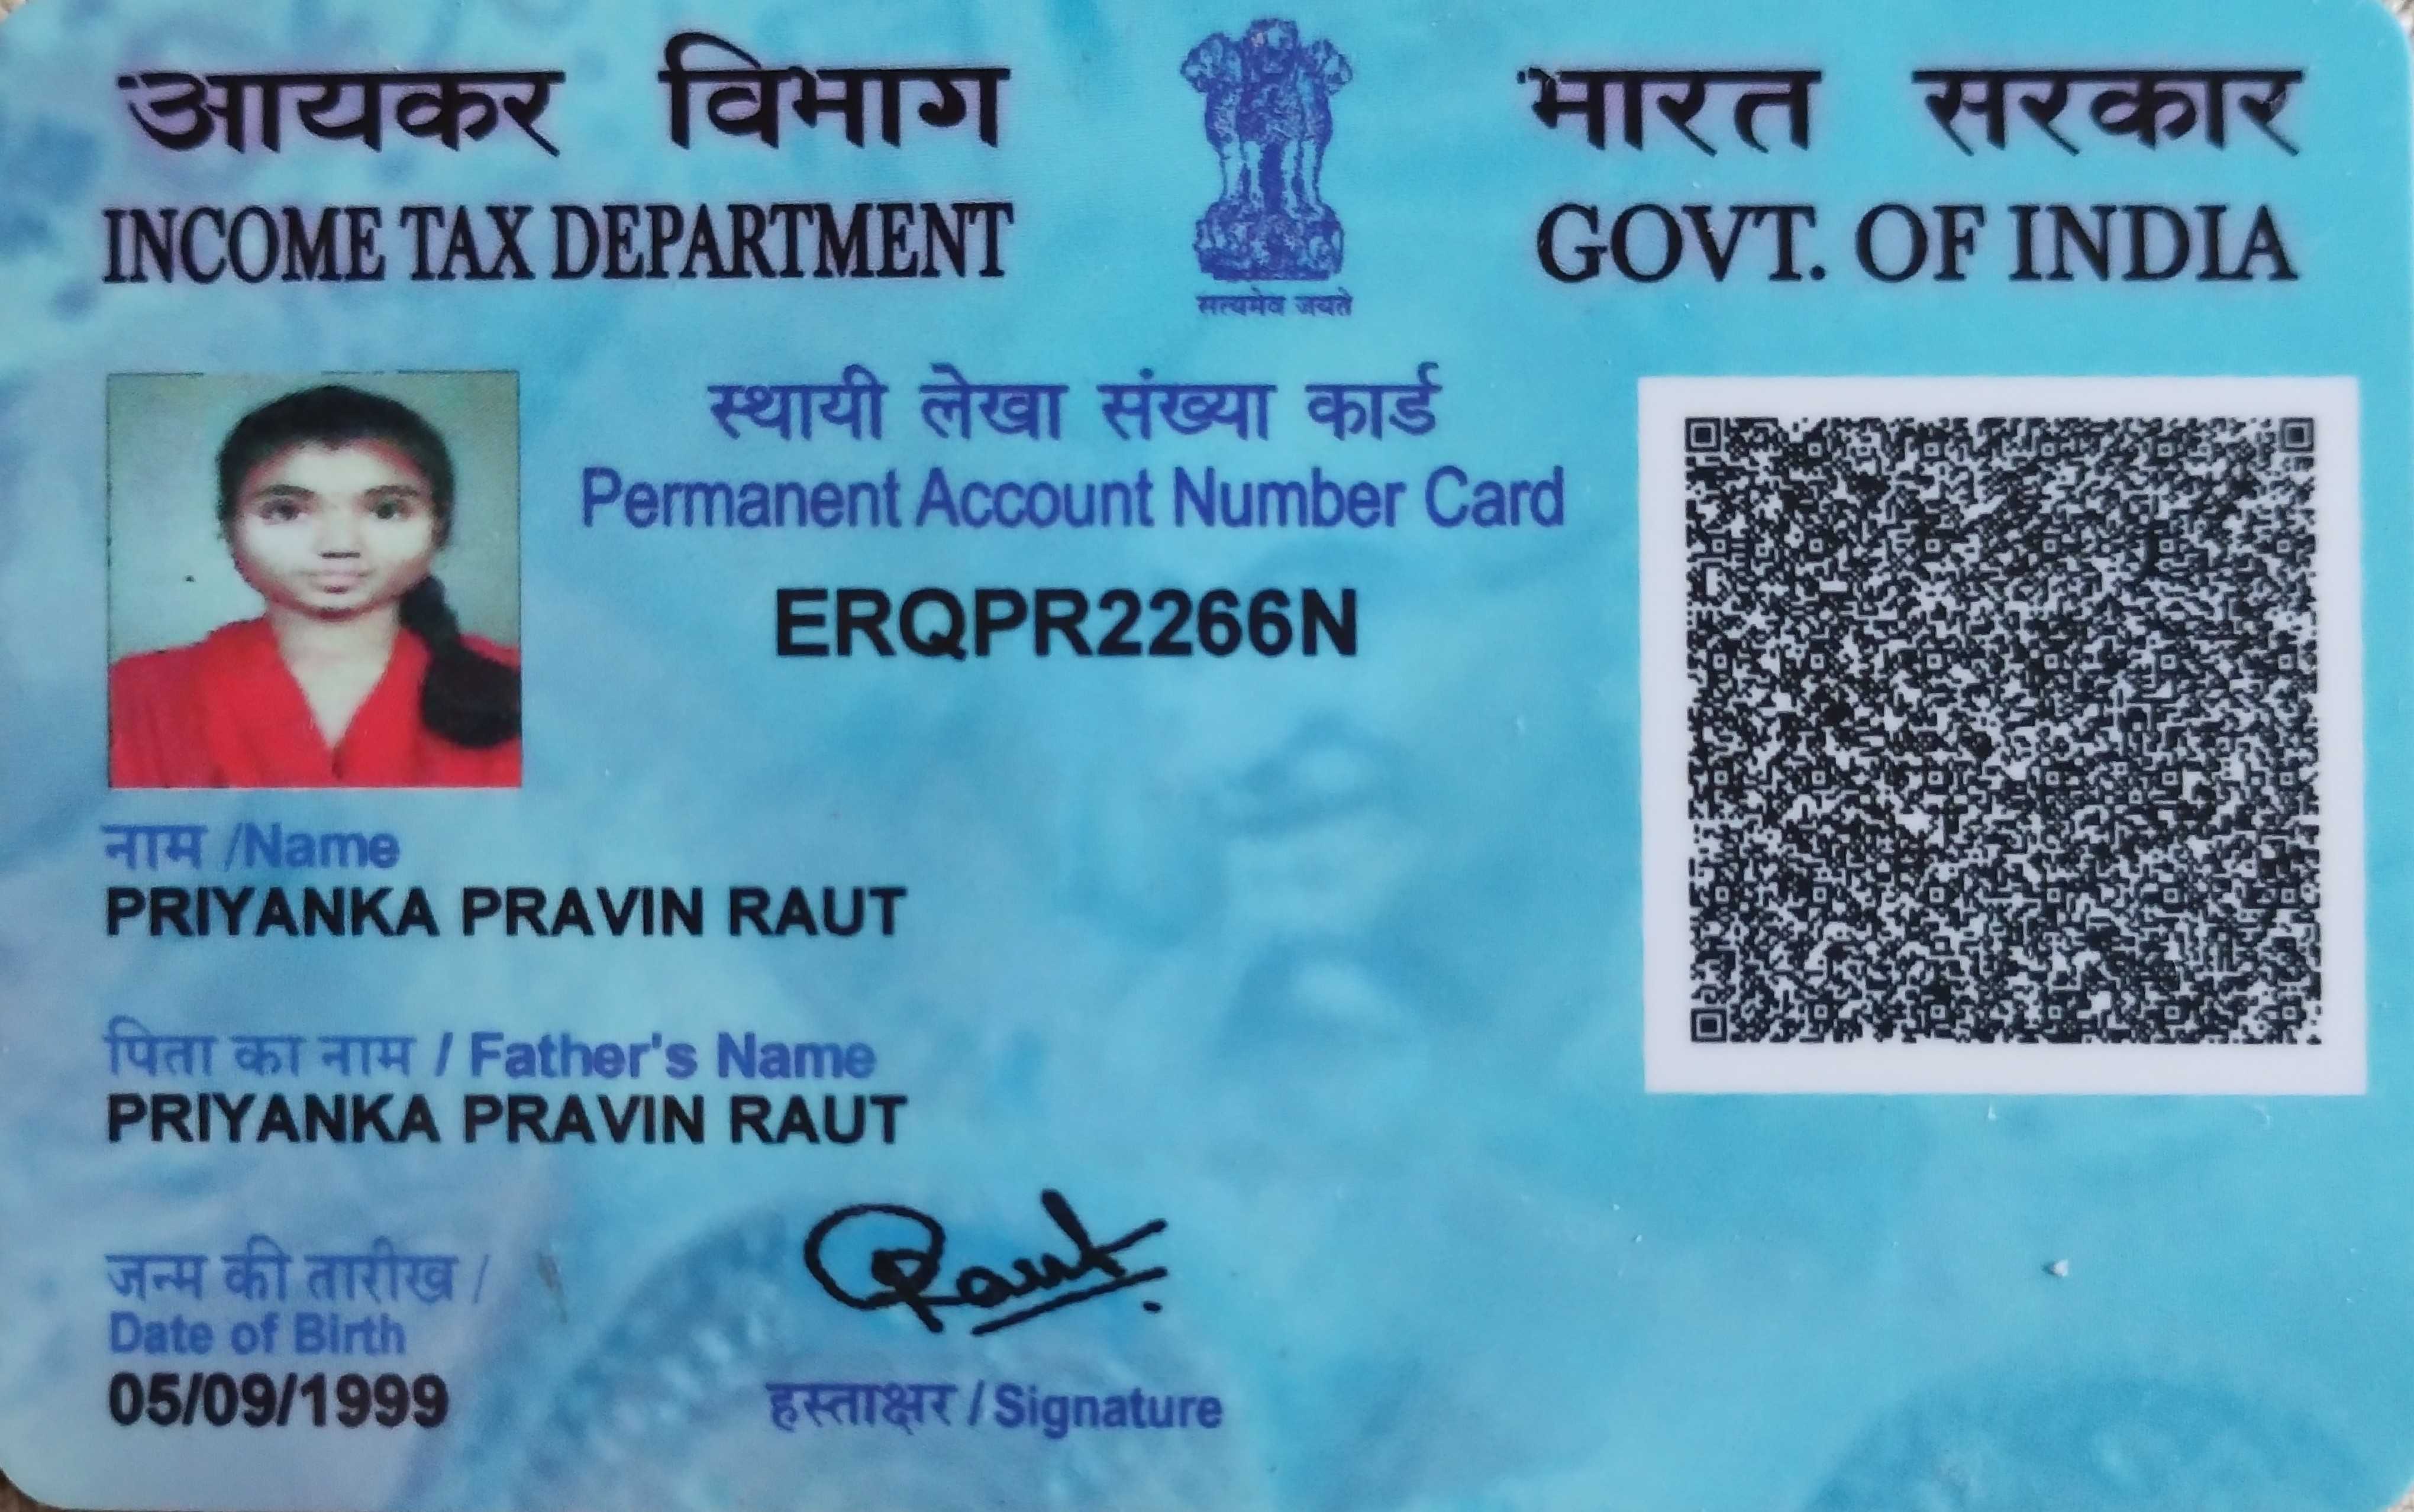 आयकर विभाग
INCOME TAX DEPARTMENT
सत्यमेव जयते
भारत सरकार
GOVT. OF INDIA
स्थायी लेखा संख्या कार्ड
Permanent Account Number Card
ERQPR2266N
नाम /Name
PRIYANKA PRAVIN RAUT
पिता का नाम / Father's Name
PRIYANKA PRAVIN RAUT
जन्म की तारीख /
Date of Birth
05/09/1999
Raut
हस्ताक्षर / Signature